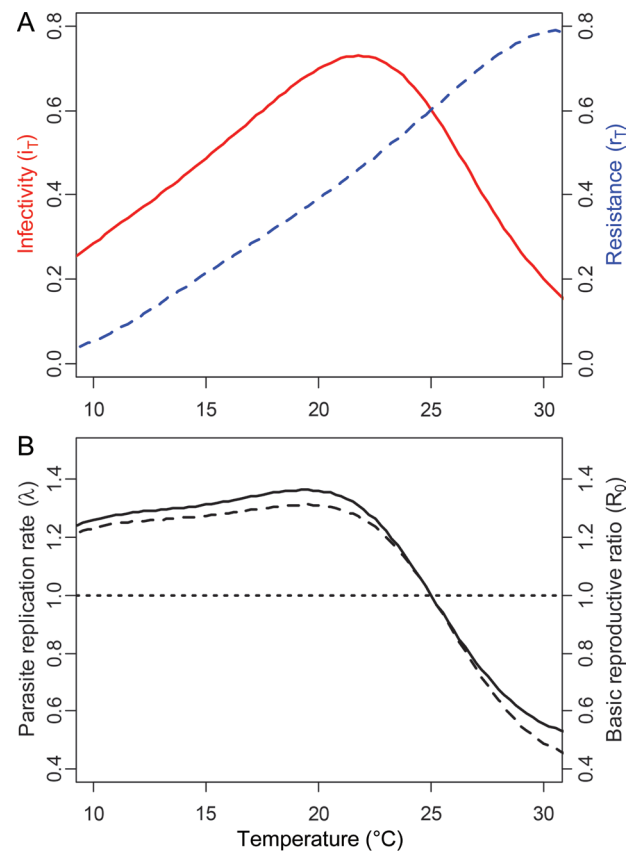 A
Infectivity (iT)
0.0 0.2 0.4 0.6 0.8
Resistance (rT)
0.0 0.2 0.4 0.6 0.8
10 15 20 25 30
B
Parasite replication rate (λ)
0.4 0.6 0.8 1.0 1.2 1.4
Basic reproductive ratio (R0)
0.4 0.6 0.8 1.0 1.2 1.4
10 15 20 25 30
Temperature (°C)